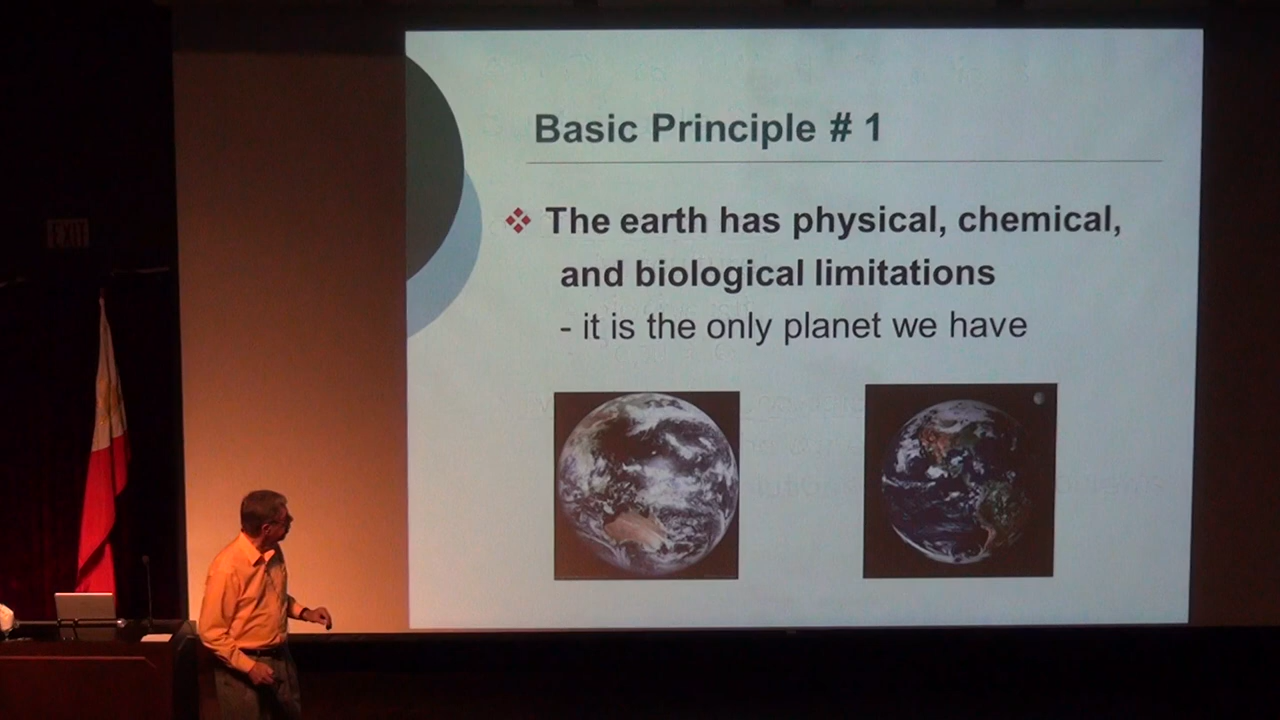 Basic Principle # 1
The earth has physical, chemical,
and biological limitations
- it is the only planet we have
EXIT